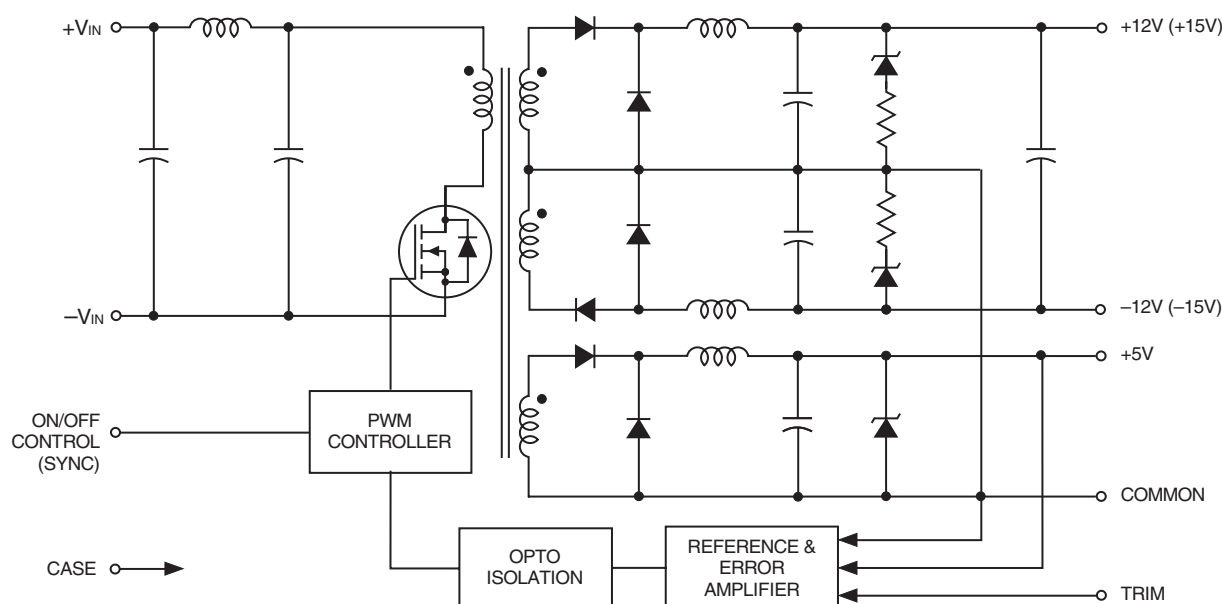 +VIN
+12V (+15V)
–VIN
–12V (–15V)
+5V
ON/OFF
CONTROL
(SYNC)
PWM
CONTROLLER
COMMON
CASE
OPTO
ISOLATION
REFERENCE &
ERROR
AMPLIFIER
TRIM